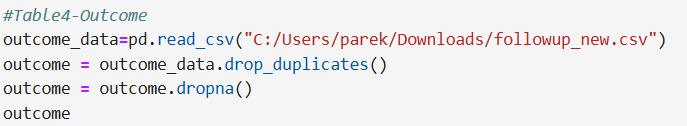 #Table4-Outcome
outcome_data=pd.read_csv("C:/Users/parek/Downloads/followup_new.csv")
outcome = outcome_data.drop_duplicates()
outcome = outcome.dropna()
outcome